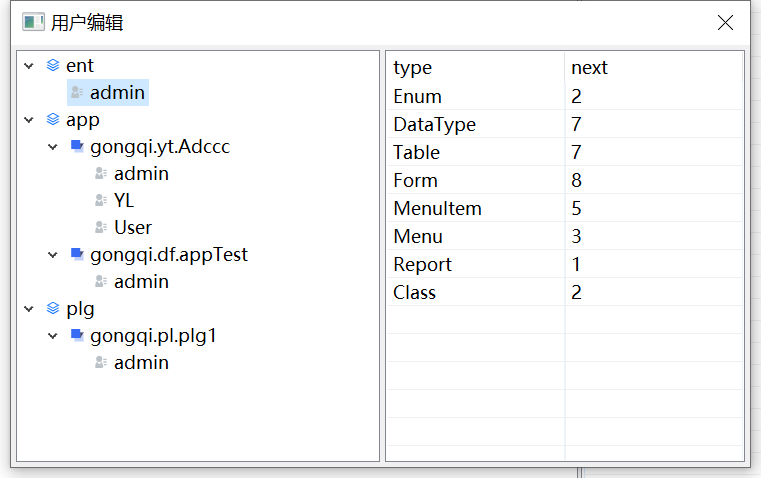 用户编辑
ent
admin
app
gongqi.yt.Adccc
admin
YL
User
gongqi.df.appTest
admin
plg
gongqi.pl.plg1
admin
type next
Enum 2
DataType 7
Table 7
Form 8
MenuItem 5
Menu 3
Report 1
Class 2